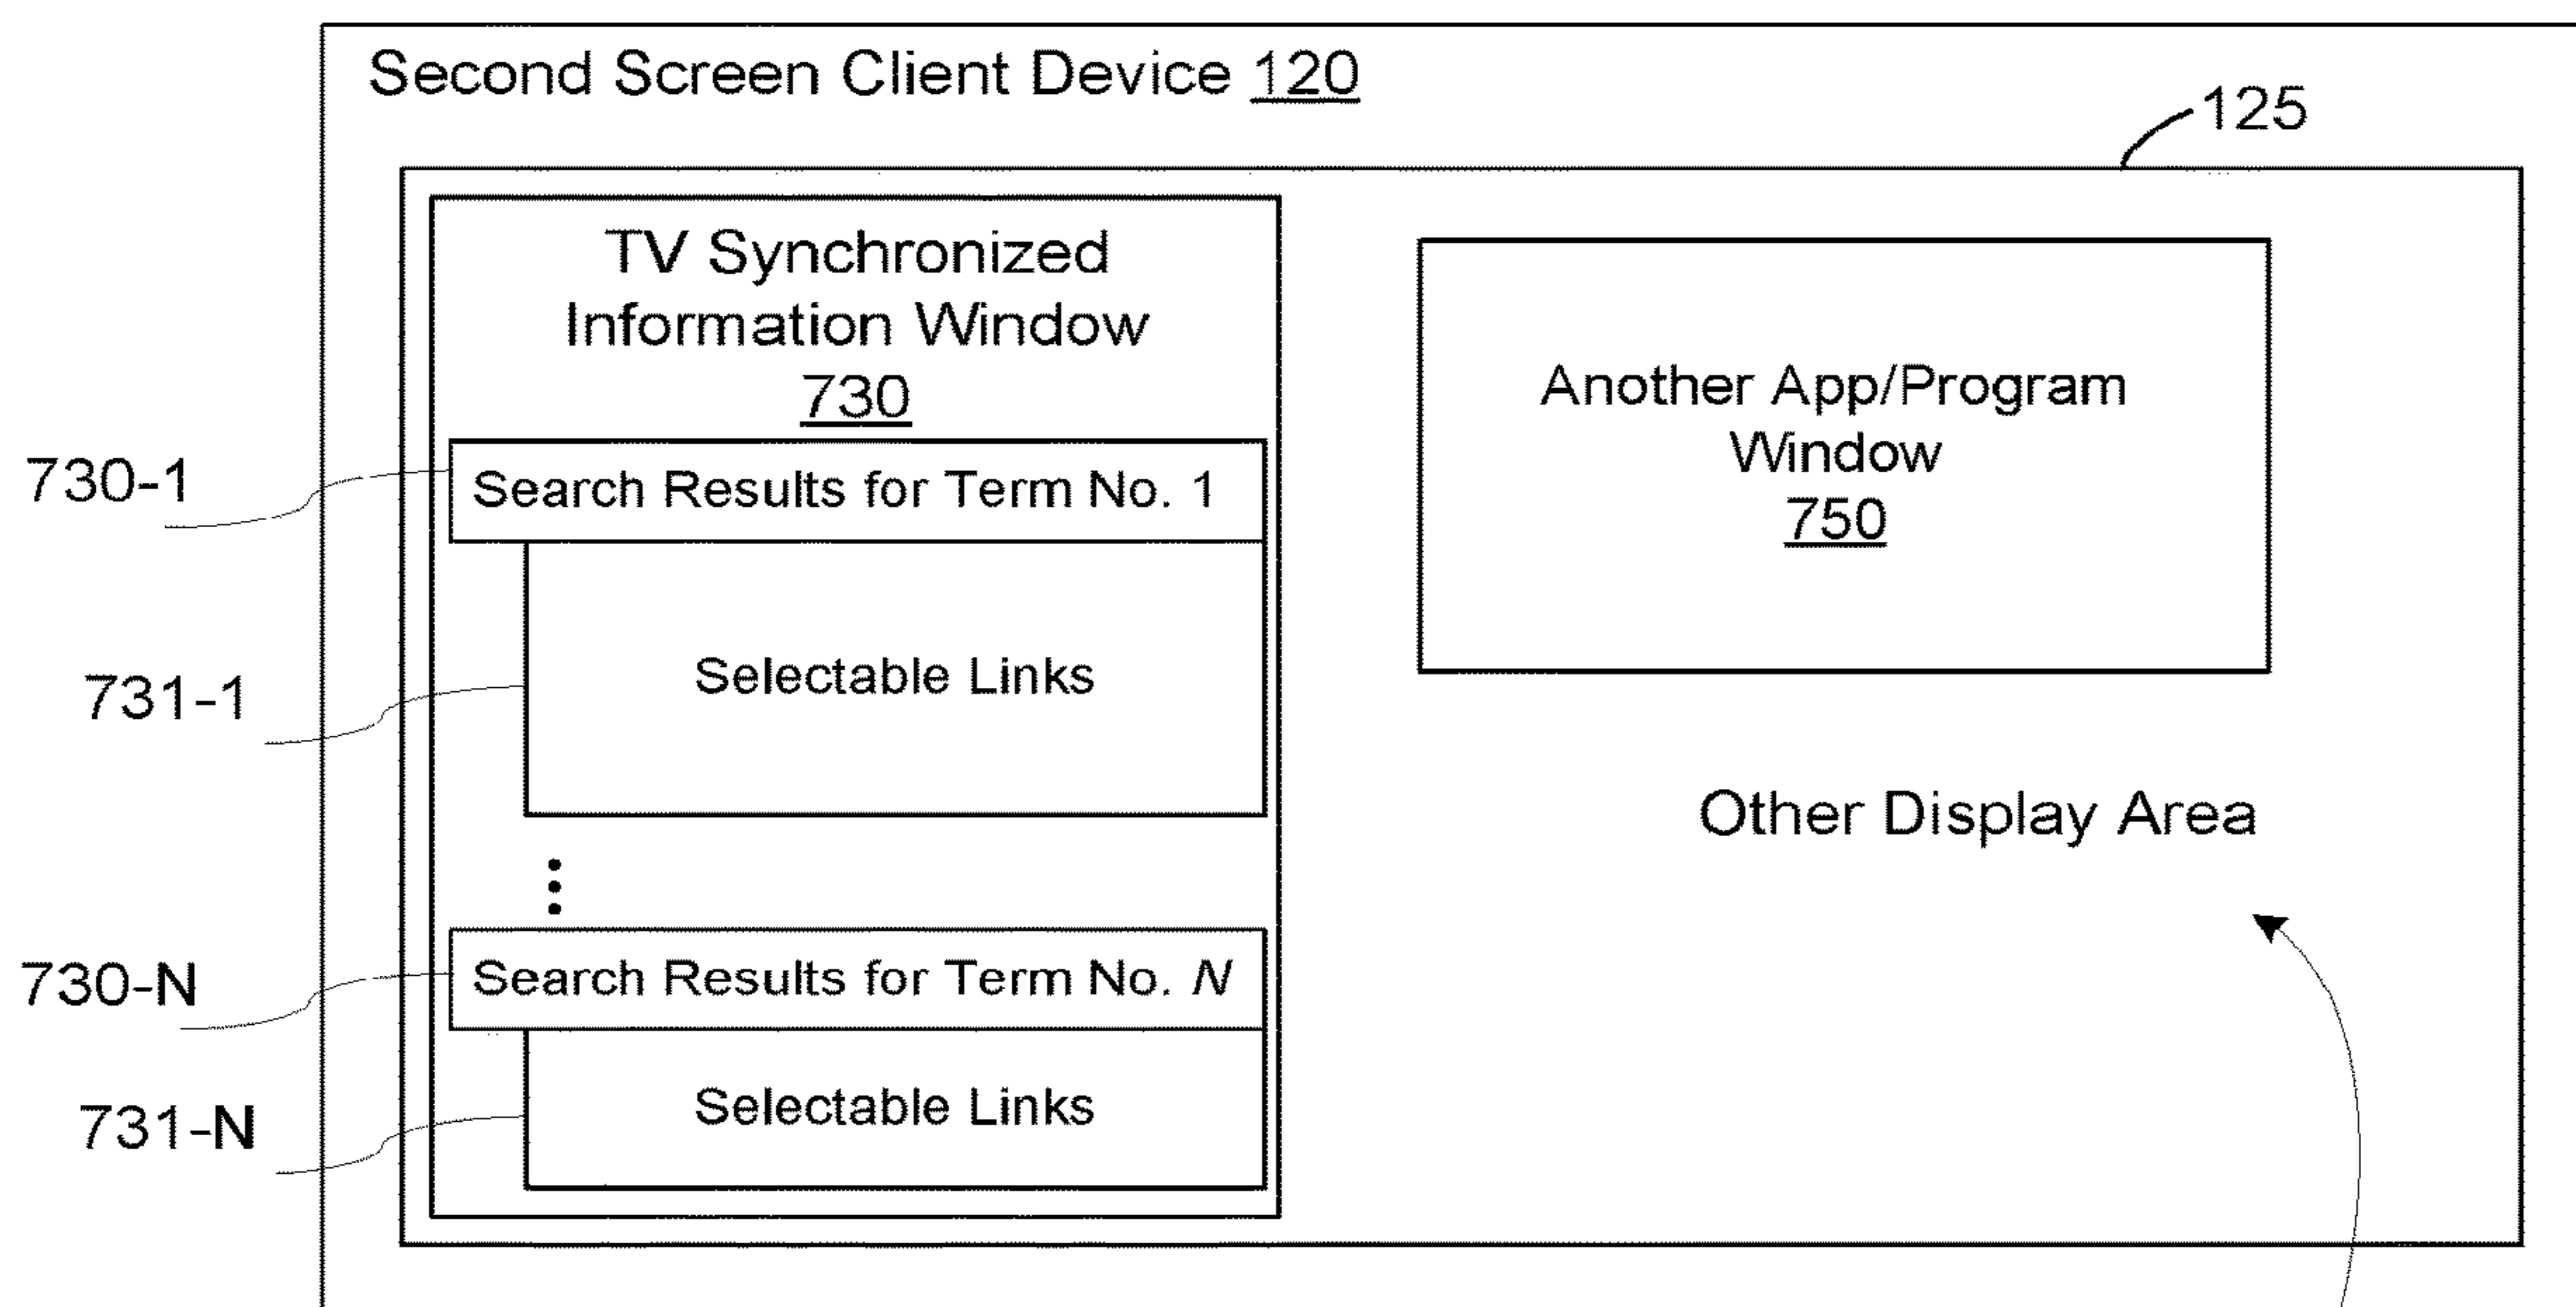 Second Screen Client Device 120
125
TV Synchronized
Information Window
730
730-1
Search Results for Term No. 1
731-1
Selectable Links
730-N
Search Results for Term No. N
731-N
Selectable Links
Another App/Program
Window
750
Other Display Area